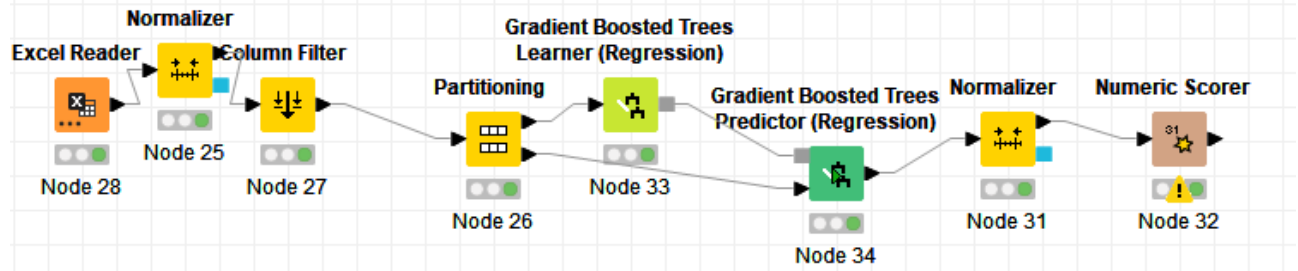 Excel Reader
Node 28
Normalizer
Node 25
Column Filter
Node 27
Partitioning
Node 26
Gradient Boosted Trees
Learner (Regression)
Node 33
Gradient Boosted Trees
Predictor (Regression)
Node 34
Normalizer
Node 31
Numeric Scorer
31
Node 32